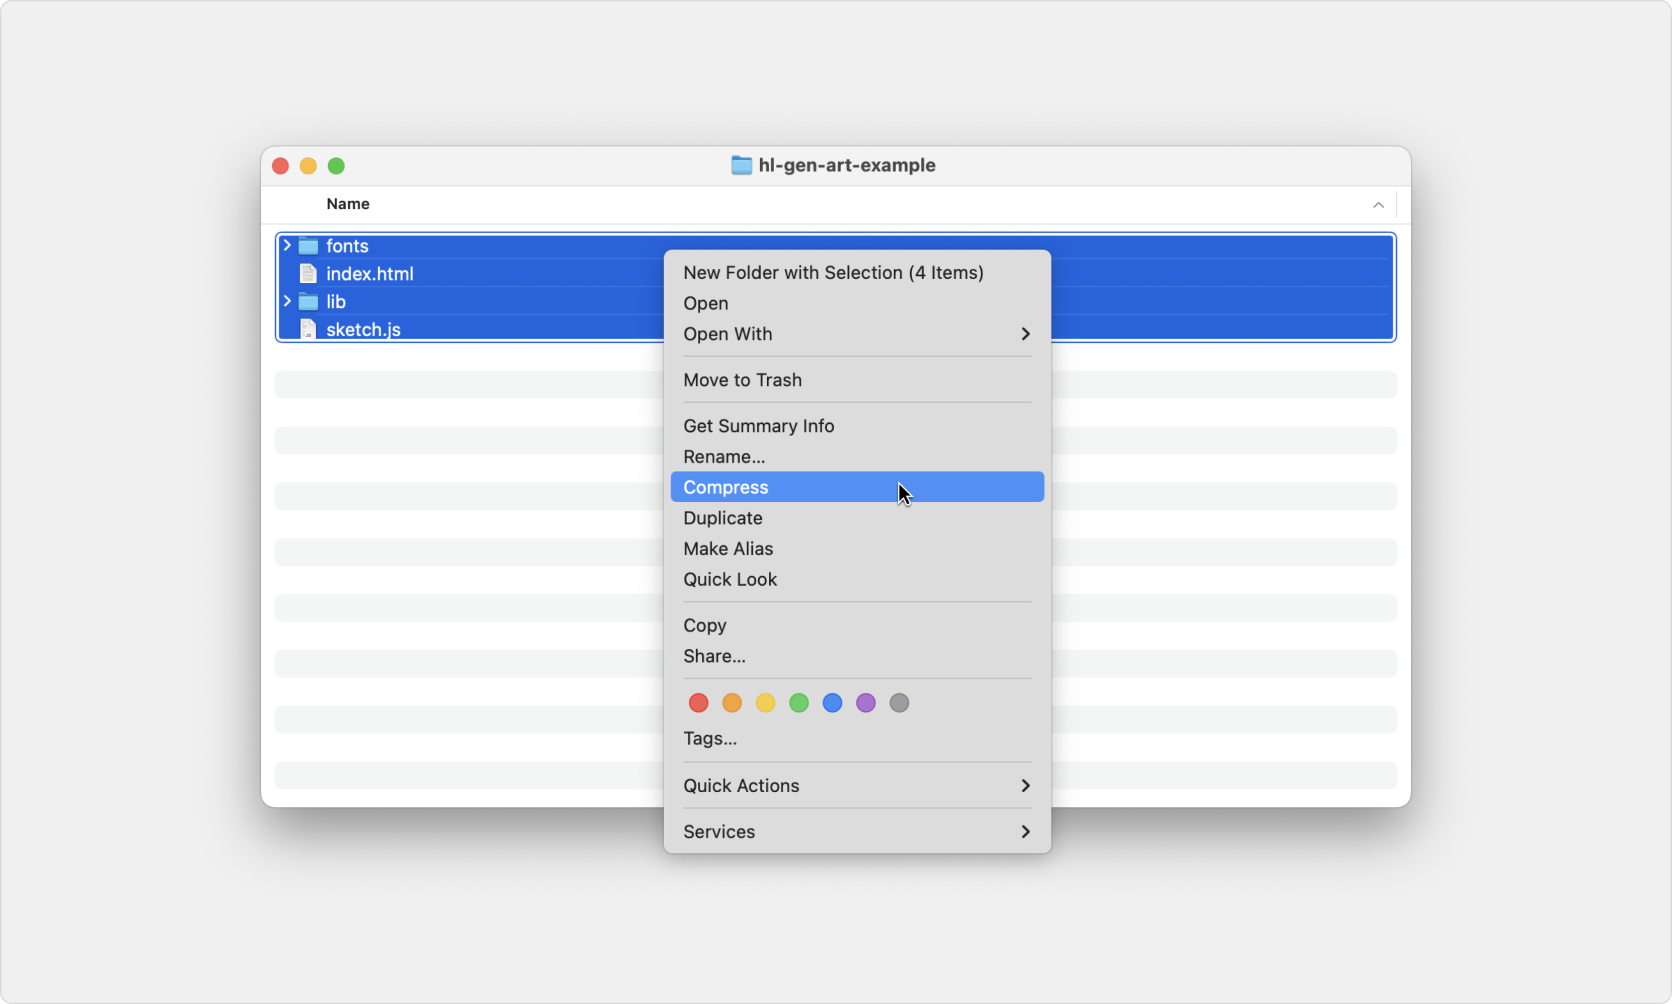 hl-gen-art-example
Name
fonts
index.html
lib
sketch.js
New Folder with Selection (4 Items)
Open
Open With
Move to Trash
Get Summary Info
Rename...
Compress
Duplicate
Make Alias
Quick Look
Copy
Share...
Tags...
Quick Actions
Services